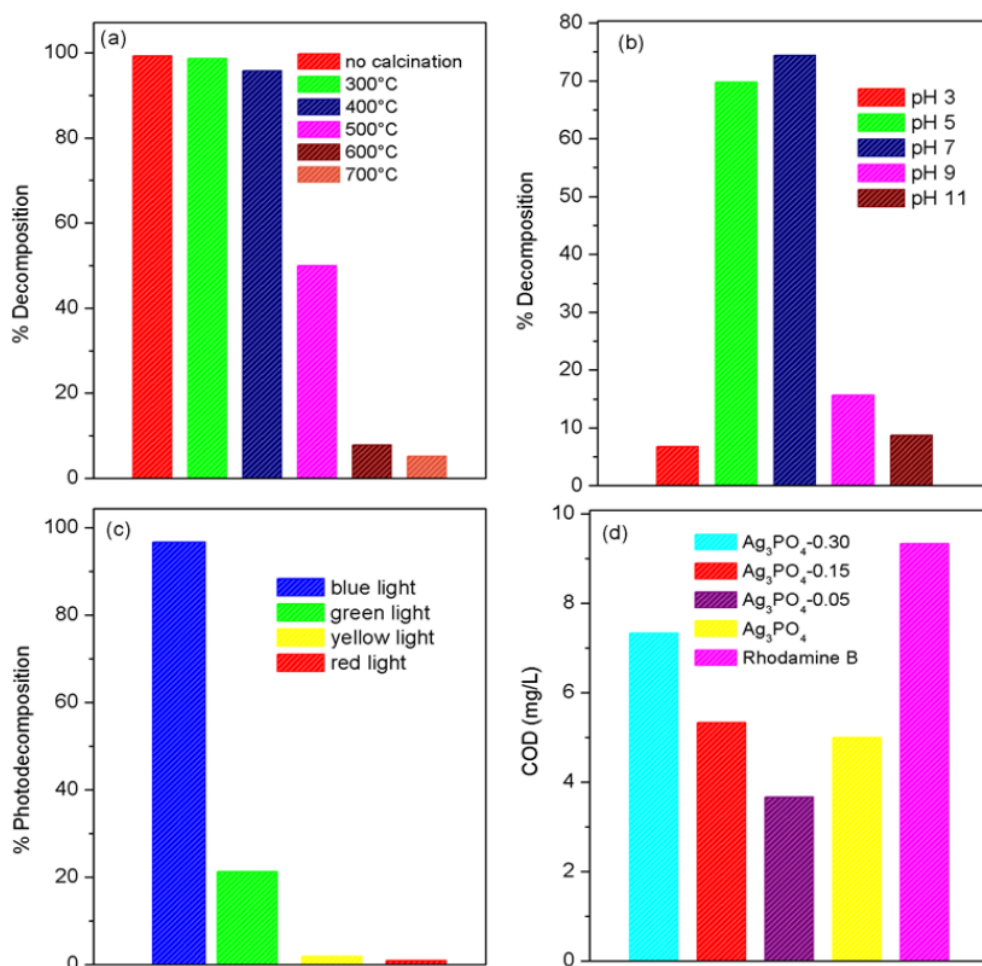 (a)
no calcination
300°C
400°C
500°C
600°C
700°C
100
80
60
40
20
0
% Decomposition
(b)
pH 3
pH 5
pH 7
pH 9
pH 11
80
70
60
50
40
30
20
10
0
% Decomposition
(c)
blue light
green light
yellow light
red light
100
80
60
40
20
0
% Photodecomposition
(d)
Ag₃PO₄-0.30
Ag₃PO₄-0.15
Ag₃PO₄-0.05
Ag₃PO₄
Rhodamine B
10
8
6
4
2
0
COD (mg/L)